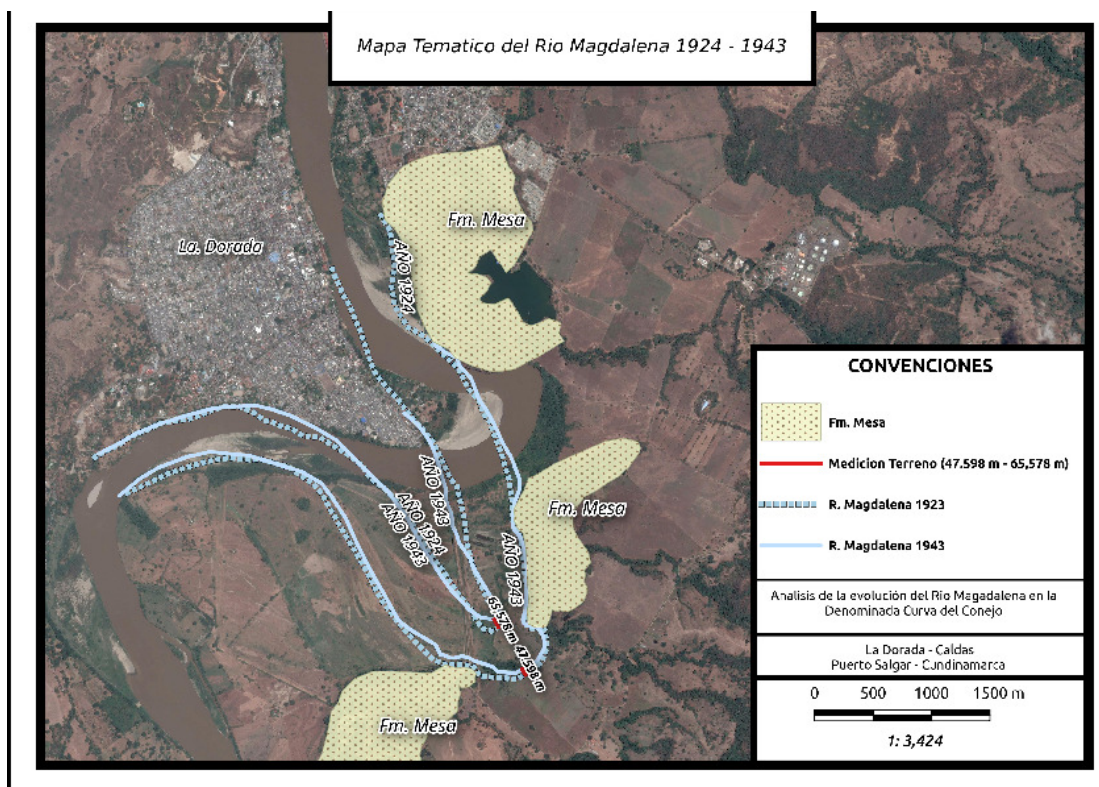 Mapa Tematico del Rio Magdalena 1924 - 1943
Fm. Mesa
La. Dorada
AÑO 1924
AÑO 1943
AÑO 1924
AÑO 1943
Fm. Mesa
AÑO 1943
65,578 m
47.598 m
Fm. Mesa
CONVENCIONES
Fm. Mesa
Medicion Terreno (47.598 m - 65,578 m)
R. Magdalena 1923
R. Magdalena 1943
Analisis de la evolución del Rio Magadalena en la
Denominada Curva del Conejo
La Dorada - Caldas
Puerto Salgar - Cundinamarca
0 500 1000 1500 m
1: 3,424